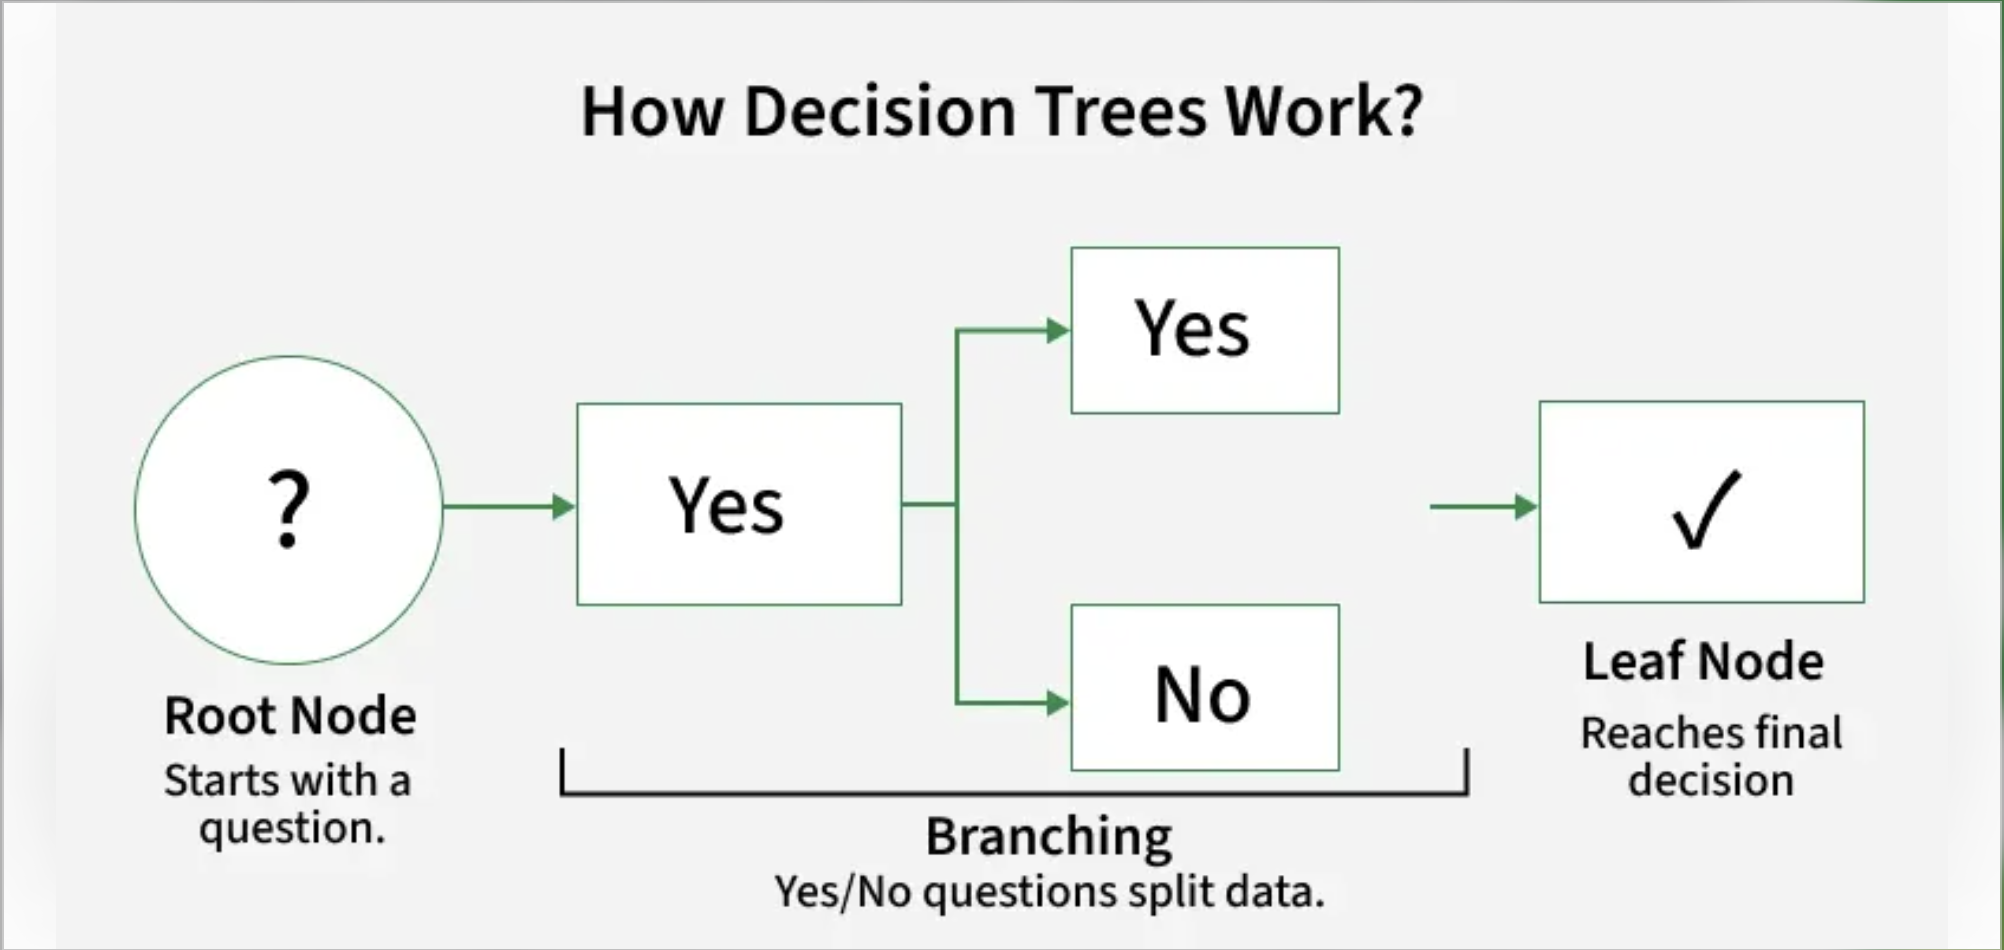 How Decision Trees Work?
?
Root Node
Starts with a
question.
Yes
Yes
No
Branching
Yes/No questions split data.
✓
Leaf Node
Reaches final
decision